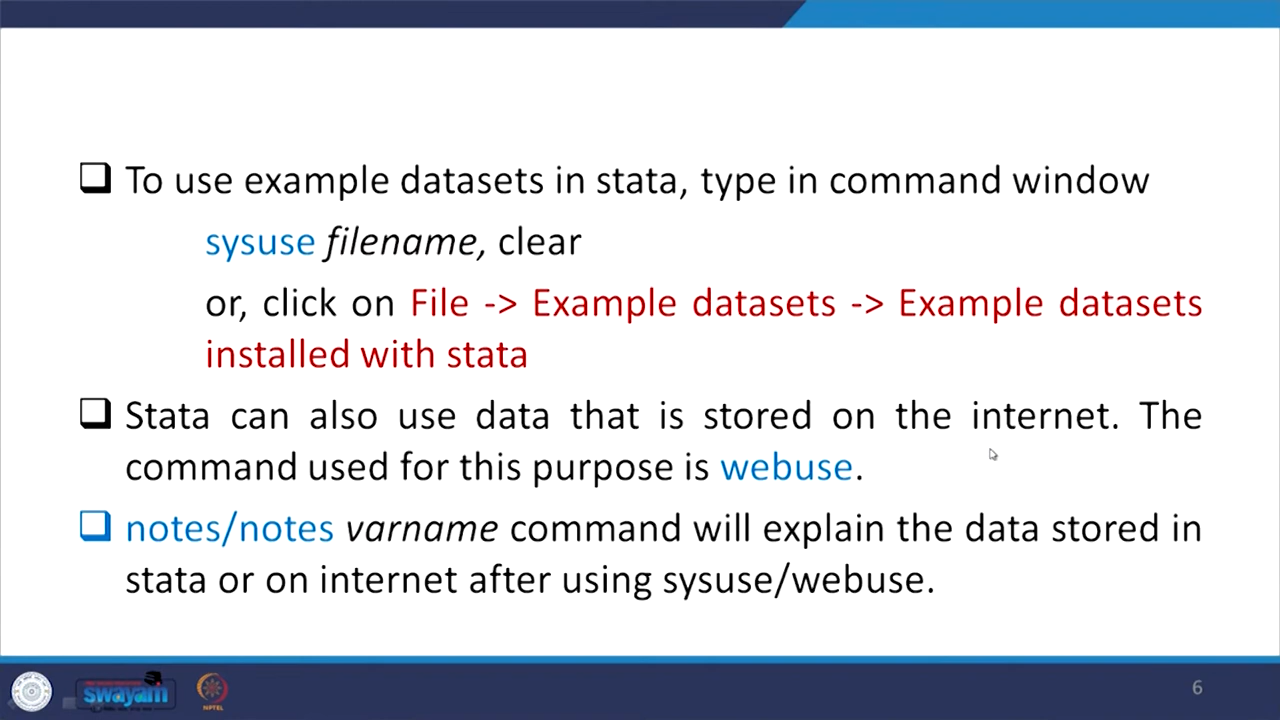 To use example datasets in stata, type in command window
sysuse filename, clear
or, click on File -> Example datasets -> Example datasets
installed with stata
Stata can also use data that is stored on the internet. The
command used for this purpose is webuse.
notes/notes varname command will explain the data stored in
stata or on internet after using sysuse/webuse.
swayam
NPTEL
6